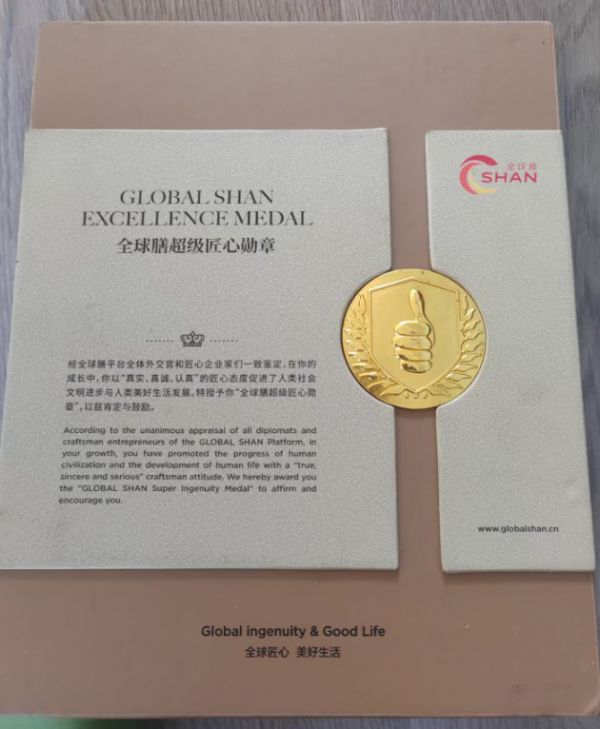 全球膳
SHAN
GLOBAL SHAN
EXCELLENCE MEDAL
全球膳超级匠心勋章
经全球膳平台全体外交官和匠心企业家们一致鉴定，在你的
成长中，你以“真实、真诚、认真”的匠心态度促进了人类社会
文明进步与人类美好生活发展。特授予你“全球膳超级匠心勋
章”，以兹肯定与鼓励。
According to the unanimous appraisal of all diplomats and
craftsman entrepreneurs of the GLOBAL SHAN Platform, in
your growth, you have promoted the progress of human
civilization and the development of human life with a “true,
sincere and serious” craftsman attitude. We hereby award you
the “GLOBAL SHAN Super Ingenuity Medal” to affirm and
encourage you.
www.globalshan.cn
Global ingenuity & Good Life
全球匠心 美好生活